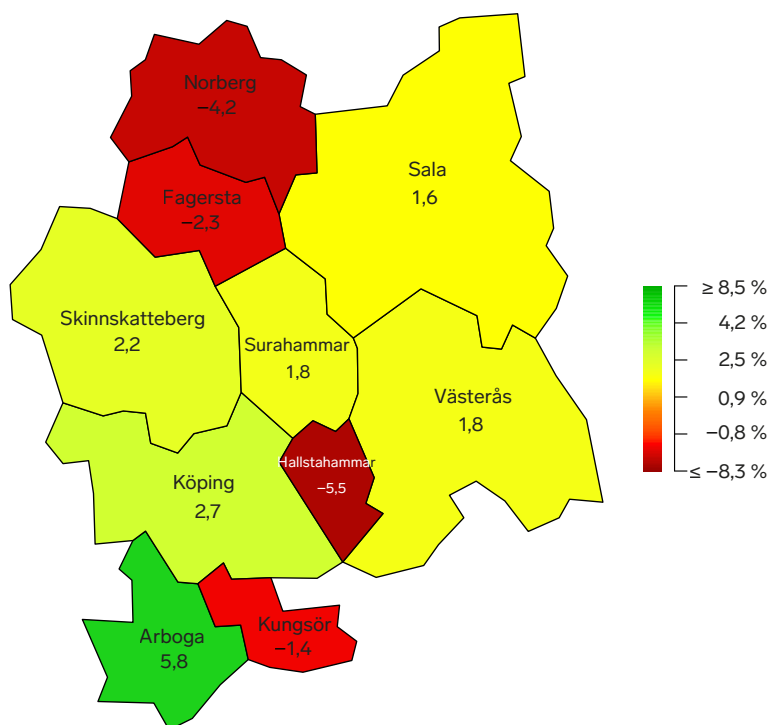 Norberg
−4,2
Sala
1,6
Fagersta
−2,3
Skinnskatteberg
2,2
Surahammar
1,8
Västerås
1,8
Hallstahammar
−5,5
Köping
2,7
Arboga
5,8
Kungsör
−1,4
≥ 8,5 %
4,2 %
2,5 %
0,9 %
−0,8 %
≤ −8,3 %